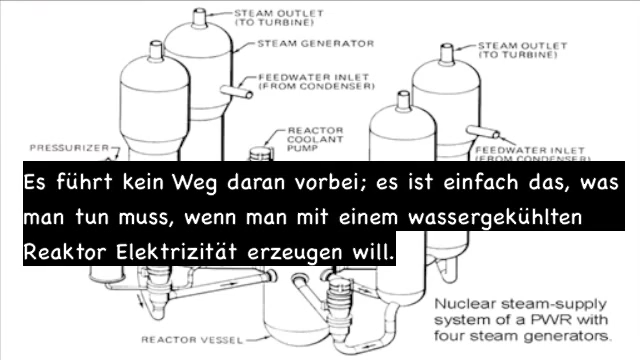 STEAM OUTLET
(TO TURBINE)
STEAM GENERATOR
STEAM OUTLET
(TO TURBINE)
FEEDWATER INLET
(FROM CONDENSER)
REACTOR
COOLANT
PUMP
PRESSURIZER
FEEDWATER INLET
(FROM CONDENSER)
Es führt kein Weg daran vorbei; es ist einfach das, was
man tun muss, wenn man mit einem wassergekühlten
Reaktor Elektrizität erzeugen will.
REACTOR VESSEL
Nuclear steam-supply
system of a PWR with
four steam generators.